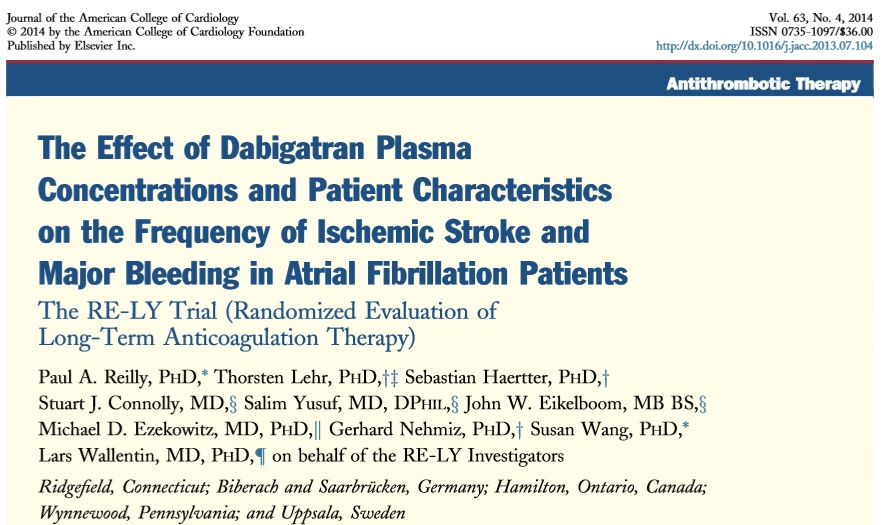 Journal of the American College of Cardiology
© 2014 by the American College of Cardiology Foundation
Published by Elsevier Inc.
Vol. 63, No. 4, 2014
ISSN 0735-1097/$36.00
http://dx.doi.org/10.1016/j.jacc.2013.07.104
Antithrombotic Therapy
The Effect of Dabigatran Plasma
Concentrations and Patient Characteristics
on the Frequency of Ischemic Stroke and
Major Bleeding in Atrial Fibrillation Patients
The RE-LY Trial (Randomized Evaluation of
Long-Term Anticoagulation Therapy)
Paul A. Reilly, PHD,* Thorsten Lehr, PHD,†‡ Sebastian Haertter, PHD,†
Stuart J. Connolly, MD,§ Salim Yusuf, MD, DPHIL,§ John W. Eikelboom, MB BS,§
Michael D. Ezekowitz, MD, PHD,‖ Gerhard Nehmiz, PHD,† Susan Wang, PHD,*
Lars Wallentin, MD, PHD,¶ on behalf of the RE-LY Investigators
Ridgefield, Connecticut; Biberach and Saarbrücken, Germany; Hamilton, Ontario, Canada;
Wynnewood, Pennsylvania; and Uppsala, Sweden